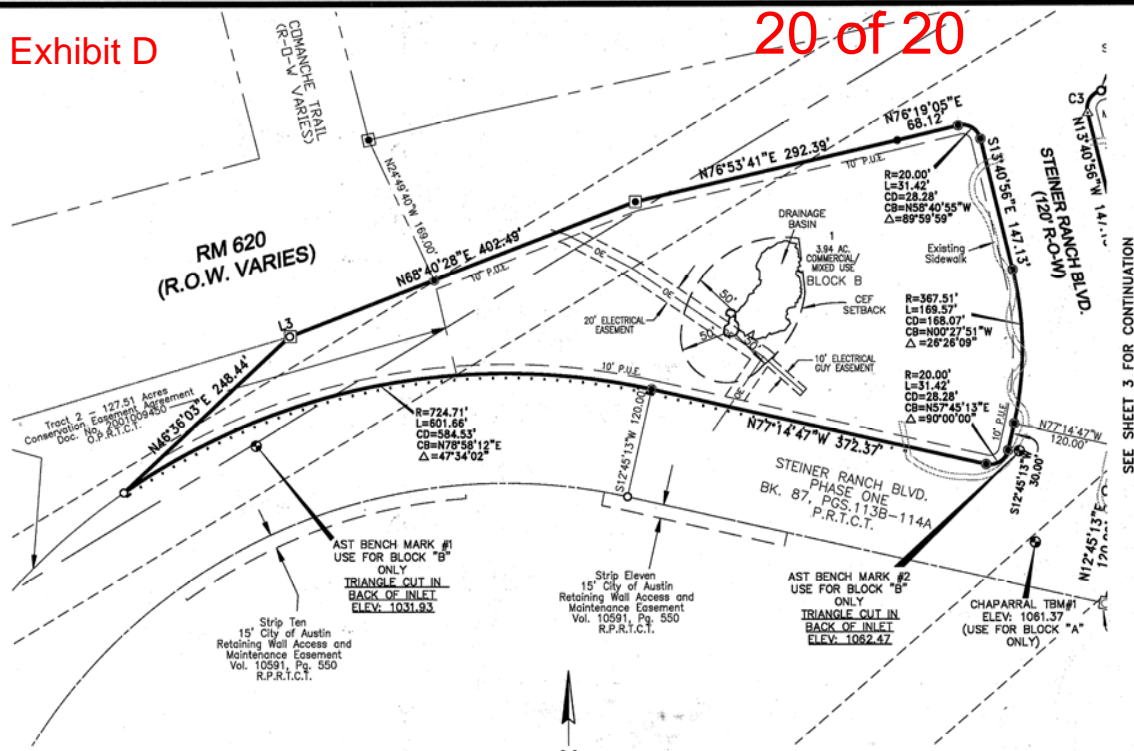 Exhibit D
20 of 20
COMANCHE TRAIL
(R-O-W VARIES)
N24°49'40"W 169.00'
RM 620
(R.O.W. VARIES)
N68°40'28"E 402.49'
10' P.U.E.
N76°53'41"E 292.39'
10' P.U.E.
N76°19'05"E
68.12'
R=20.00'
L=31.42'
CD=28.28'
CB=N58°40'55"W
△=89°59'59"
S13°40'56"E 147.13'
STEINER RANCH BLVD.
(120' R-O-W)
C3
N13°40'56"W
SEE SHEET 3 FOR CONTINUATION
DRAINAGE
BASIN
1
3.94 AC.
COMMERCIAL/
MIXED USE
BLOCK B
Existing
Sidewalk
CEF
SETBACK
50'
50'
OE
OE
OE
20' ELECTRICAL
EASEMENT
10' ELECTRICAL
GUY EASEMENT
R=367.51'
L=169.57'
CD=168.07'
CB=N00°27'51"W
△=26°26'09"
R=20.00'
L=31.42'
CD=28.28'
CB=N57°45'13"E
△=90°00'00"
10' P.U.E
N77°14'47"W
120.00'
L3
N46°36'03"E 248.44'
Tract 2 - 127.51 Acres
Conservation Easement Agreement
Doc. No. 2001009450
O.P.R.T.C.T.
R=724.71'
L=601.66'
CD=584.53'
CB=N78°58'12"E
△=47°34'02"
10' P.U.E.
S12°45'13"W 120.00'
N77°14'47"W 372.37'
S12°45'13"W
30.00'
N12°45'13"E
STEINER RANCH BLVD.
PHASE ONE
BK. 87, PGS.113B-114A
P.R.T.C.T.
AST BENCH MARK #1
USE FOR BLOCK "B"
ONLY
TRIANGLE CUT IN
BACK OF INLET
ELEV: 1031.93
Strip Ten
15' City of Austin
Retaining Wall Access and
Maintenance Easement
Vol. 10591, Pg. 550
R.P.R.T.C.T.
Strip Eleven
15' City of Austin
Retaining Wall Access and
Maintenance Easement
Vol. 10591, Pg. 550
R.P.R.T.C.T.
AST BENCH MARK #2
USE FOR BLOCK "B"
ONLY
TRIANGLE CUT IN
BACK OF INLET
ELEV: 1062.47
CHAPARRAL TBM#1
ELEV: 1061.37
(USE FOR BLOCK "A"
ONLY)